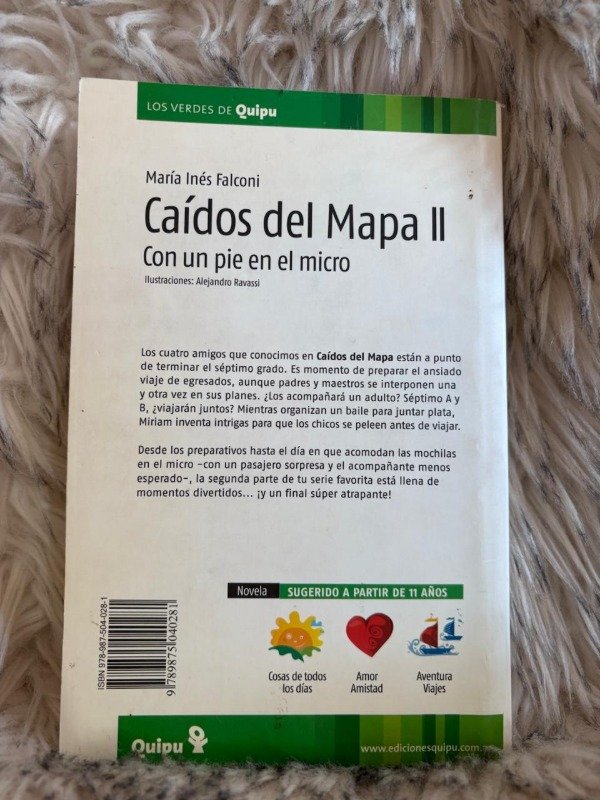 LOS VERDES DE Quipu
María Inés Falconi
Caídos del Mapa II
Con un pie en el micro
Ilustraciones: Alejandro Ravassi
Los cuatro amigos que conocimos en Caídos del Mapa están a punto
de terminar el séptimo grado. Es momento de preparar el ansiado
viaje de egresados, aunque padres y maestros se interponen una
y otra vez en sus planes. ¿Los acompañará un adulto? Séptimo A y
B, ¿viajarán juntos? Mientras organizan un baile para juntar plata,
Miriam inventa intrigas para que los chicos se peleen antes de viajar.
Desde los preparativos hasta el día en que acomodan las mochilas
en el micro –con un pasajero sorpresa y el acompañante menos
esperado–, la segunda parte de tu serie favorita está llena de
momentos divertidos... ¡y un final súper atrapante!
Novela
SUGERIDO A PARTIR DE 11 AÑOS
Cosas de todos
los días
Amor
Amistad
Aventura
Viajes
ISBN 978-987-504-028-1
9789875040281
Quipu
www.edicionesquipu.com